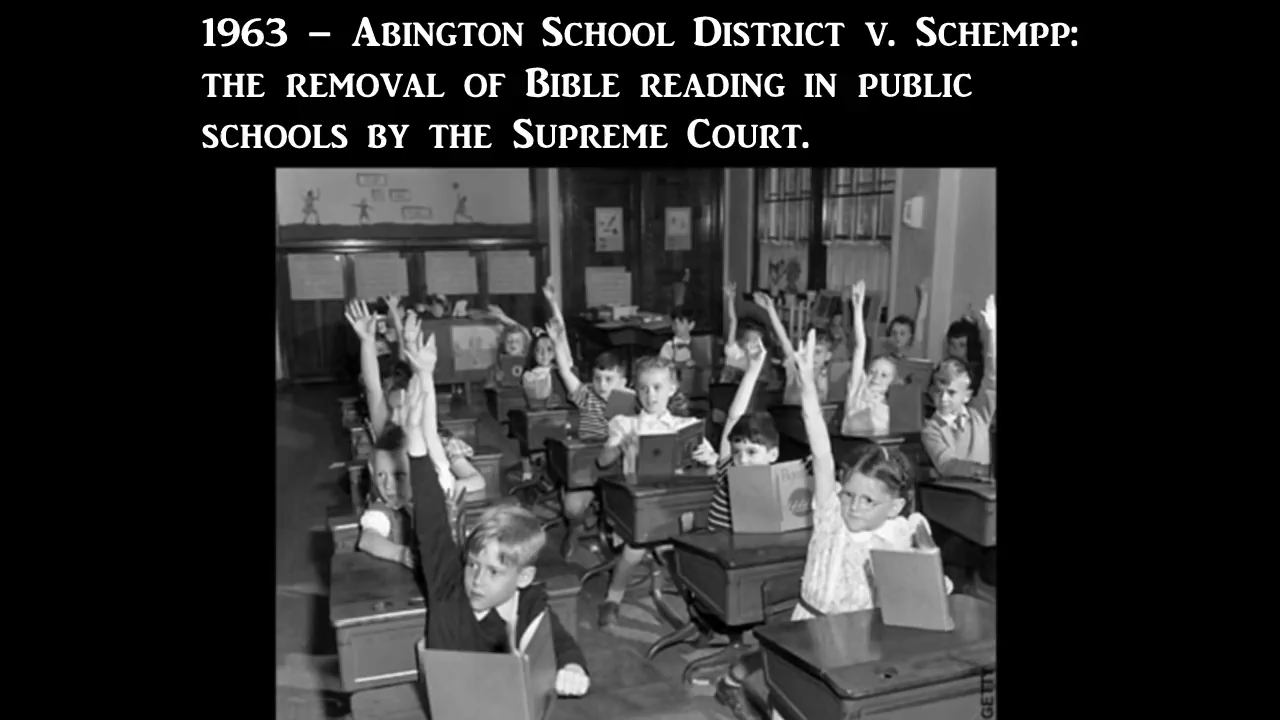 1963 – Abington School District v. Schempp:
the removal of Bible reading in public
schools by the Supreme Court.
GETTY